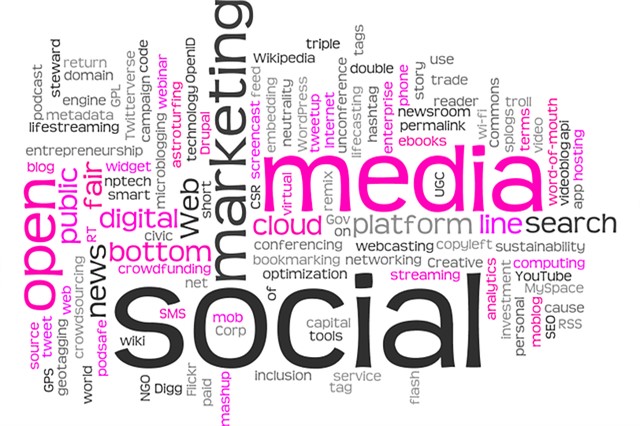 podcast
steward
return
domain
engine
metadata
GPL
lifestreaming
Twitterverse
campaign
code
webinar
microblogging
astroturfing
technology
OpenID
Drupal
marketing
Wikipedia
triple
tags
double
use
story
trade
phone
reader
newsroom
permalink
ebooks
feed
screencast
embedding
neutrality
WordPress
tweetup
Internet
unconference
lifecasting
hashtag
enterprise
wi-fi
commons
splogs
troll
terms
video
word-of-mouth
videoblog
api
app
hosting
entrepreneurship
blog
widget
nptech
smart
open
public
fair
RT
digital
civic
bottom
Web
short
CSR
virtual
remix
media
UGC
cloud
Gov
on
platform
line
search
conferencing
webcasting
copyleft
sustainability
bookmarking
networking
Creative
computing
optimization
streaming
YouTube
analytics
MySpace
investment
personal
moblog
cause
SEO
RSS
news
crowdfunding
net
crowdsourcing
web
source
tweet
GPS
geotagging
world
podsafe
social
of
SMS
mob
Corp
wiki
capital
tools
NGO
Digg
Flickr
paid
mashup
inclusion
service
tag
flash